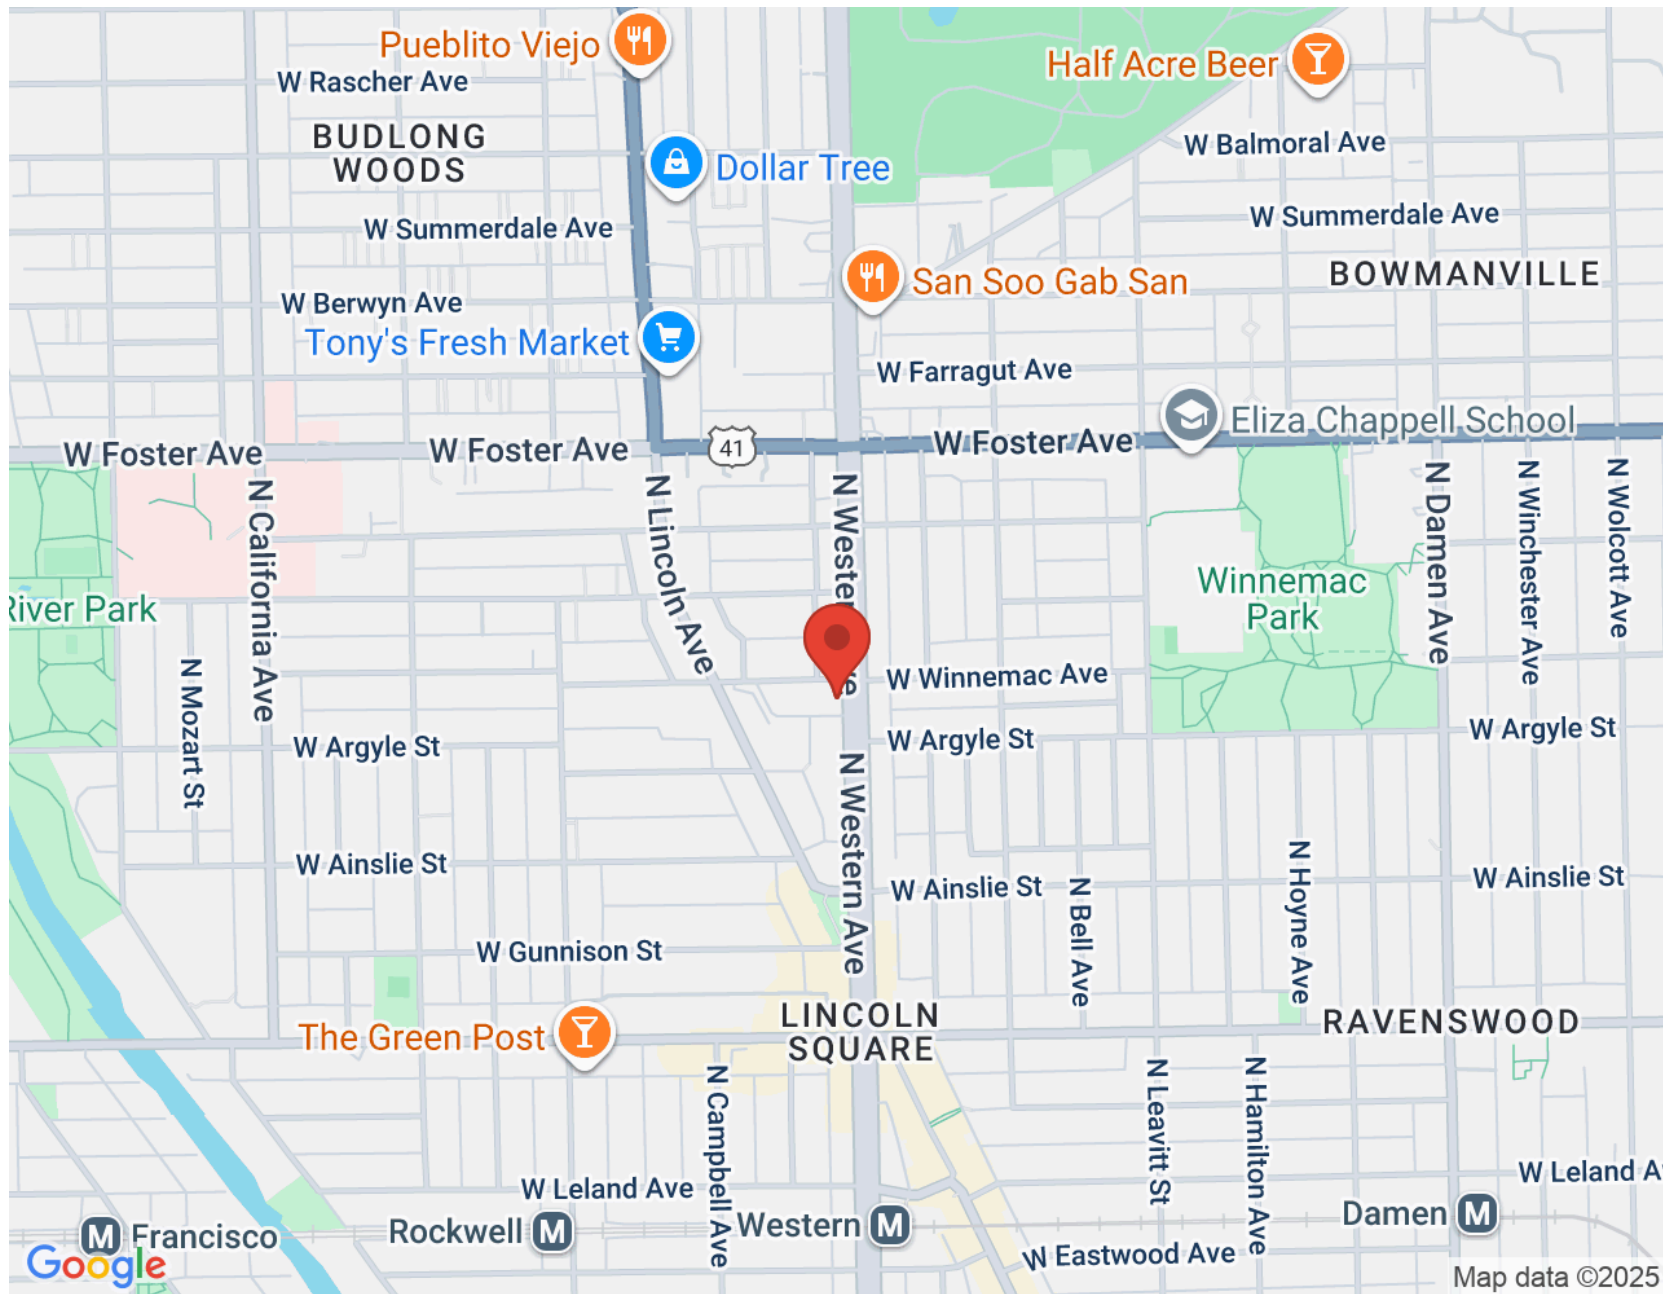 Pueblito Viejo
Half Acre Beer
W Rascher Ave
BUDLONG
WOODS
W Balmoral Ave
Dollar Tree
W Summerdale Ave
W Summerdale Ave
San Soo Gab San
BOWMANVILLE
W Berwyn Ave
Tony's Fresh Market
W Farragut Ave
Eliza Chappell School
W Foster Ave
W Foster Ave
41
W Foster Ave
N California Ave
N Lincoln Ave
N Western Ave
N Damen Ave
N Winchester Ave
N Wolcott Ave
River Park
Winnemac
Park
N Mozart St
W Winnemac Ave
W Argyle St
W Argyle St
W Argyle St
N Western Ave
W Ainslie St
W Ainslie St
W Ainslie St
N Bell Ave
N Hoyne Ave
W Gunnison St
LINCOLN
SQUARE
RAVENSWOOD
The Green Post
N Campbell Ave
N Leavitt St
N Hamilton Ave
W Leland Ave
W Leland A
M Francisco
Rockwell M
Western M
Damen M
W Eastwood Ave
Google
Map data ©2025